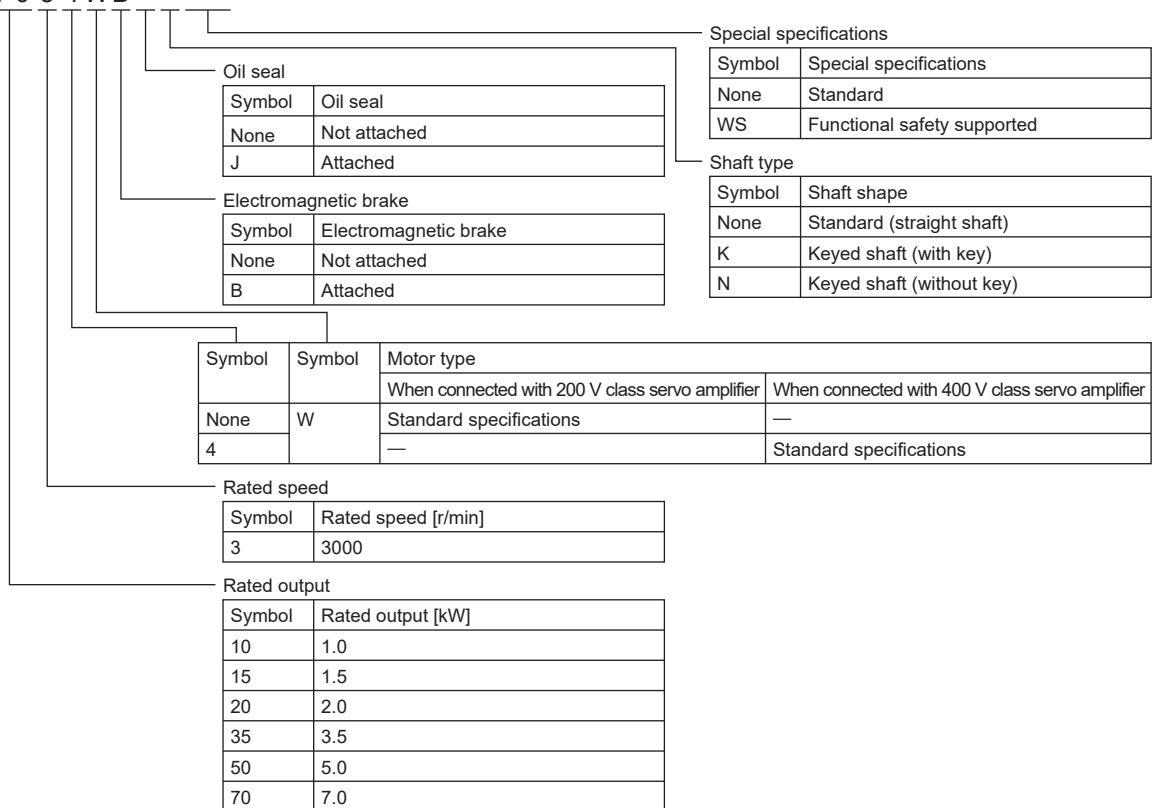 Special specifications
Symbol Special specifications
None Standard
WS Functional safety supported
Oil seal
Symbol Oil seal
None Not attached
J Attached
Shaft type
Symbol Shaft shape
None Standard (straight shaft)
K Keyed shaft (with key)
N Keyed shaft (without key)
Electromagnetic brake
Symbol Electromagnetic brake
None Not attached
B Attached
Symbol Symbol Motor type
When connected with 200 V class servo amplifier When connected with 400 V class servo amplifier
None W Standard specifications —
4 — Standard specifications
Rated speed
Symbol Rated speed [r/min]
3 3000
Rated output
Symbol Rated output [kW]
10 1.0
15 1.5
20 2.0
35 3.5
50 5.0
70 7.0